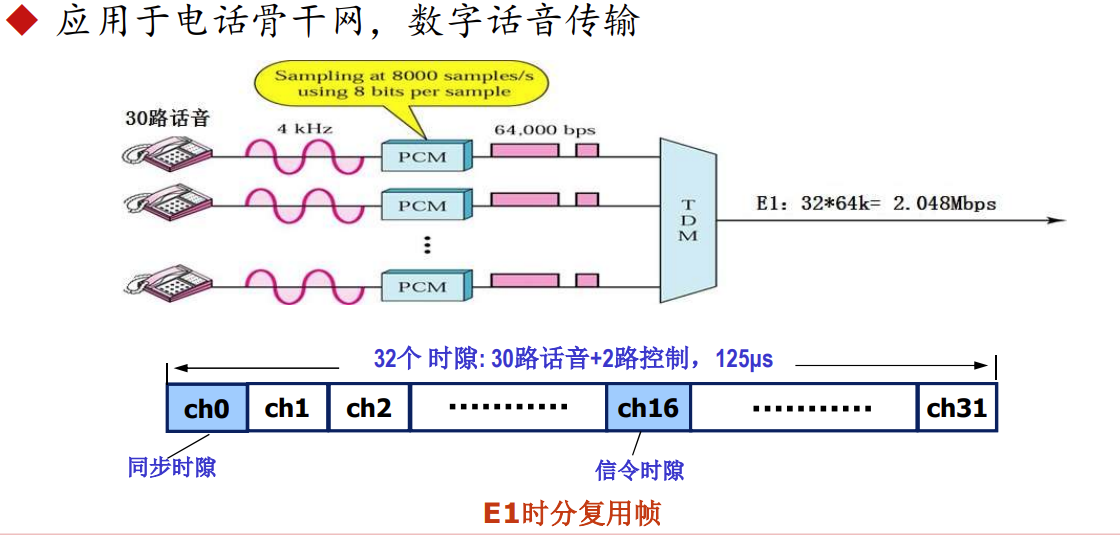 应用于电话骨干网，数字话音传输
Sampling at 8000 samples/s
using 8 bits per sample
30路话音
4 kHz
64,000 bps
PCM
PCM
PCM
TDM
E1: 32*64k= 2.048Mbps
32个 时隙: 30路话音+2路控制，125μs
ch0 ch1 ch2 ············ ch16 ············ ch31
同步时隙
信令时隙
E1时分复用帧